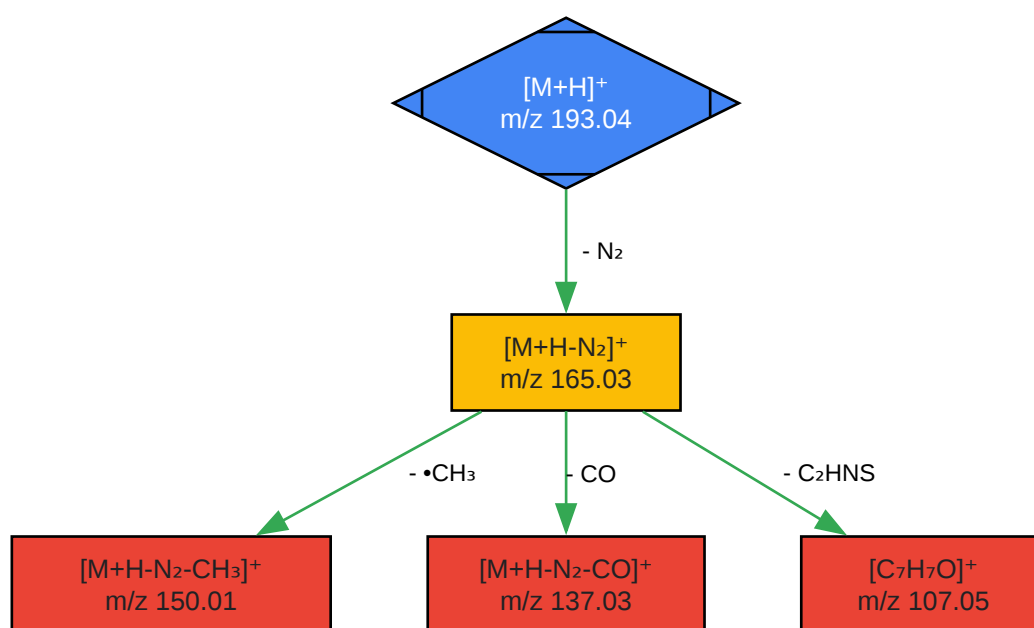 [M+H]⁺
m/z 193.04
- N₂
[M+H-N₂]⁺
m/z 165.03
- •CH₃
- CO
- C₂HNS
[M+H-N₂-CH₃]⁺
m/z 150.01
[M+H-N₂-CO]⁺
m/z 137.03
[C₇H₇O]⁺
m/z 107.05